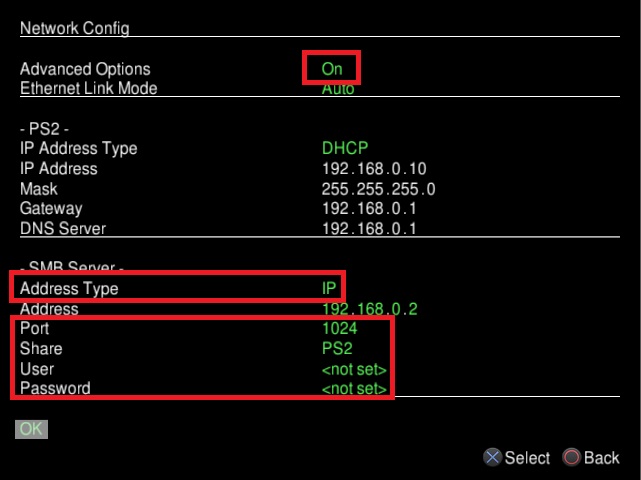 Network Config
Advanced Options On
Ethernet Link Mode Auto
- PS2 -
IP Address Type DHCP
IP Address 192.168.0.10
Mask 255.255.255.0
Gateway 192.168.0.1
DNS Server 192.168.0.1
- SMB Server -
Address Type IP
Address 192.168.0.2
Port 1024
Share PS2
User <not set>
Password <not set>
OK
Select Back